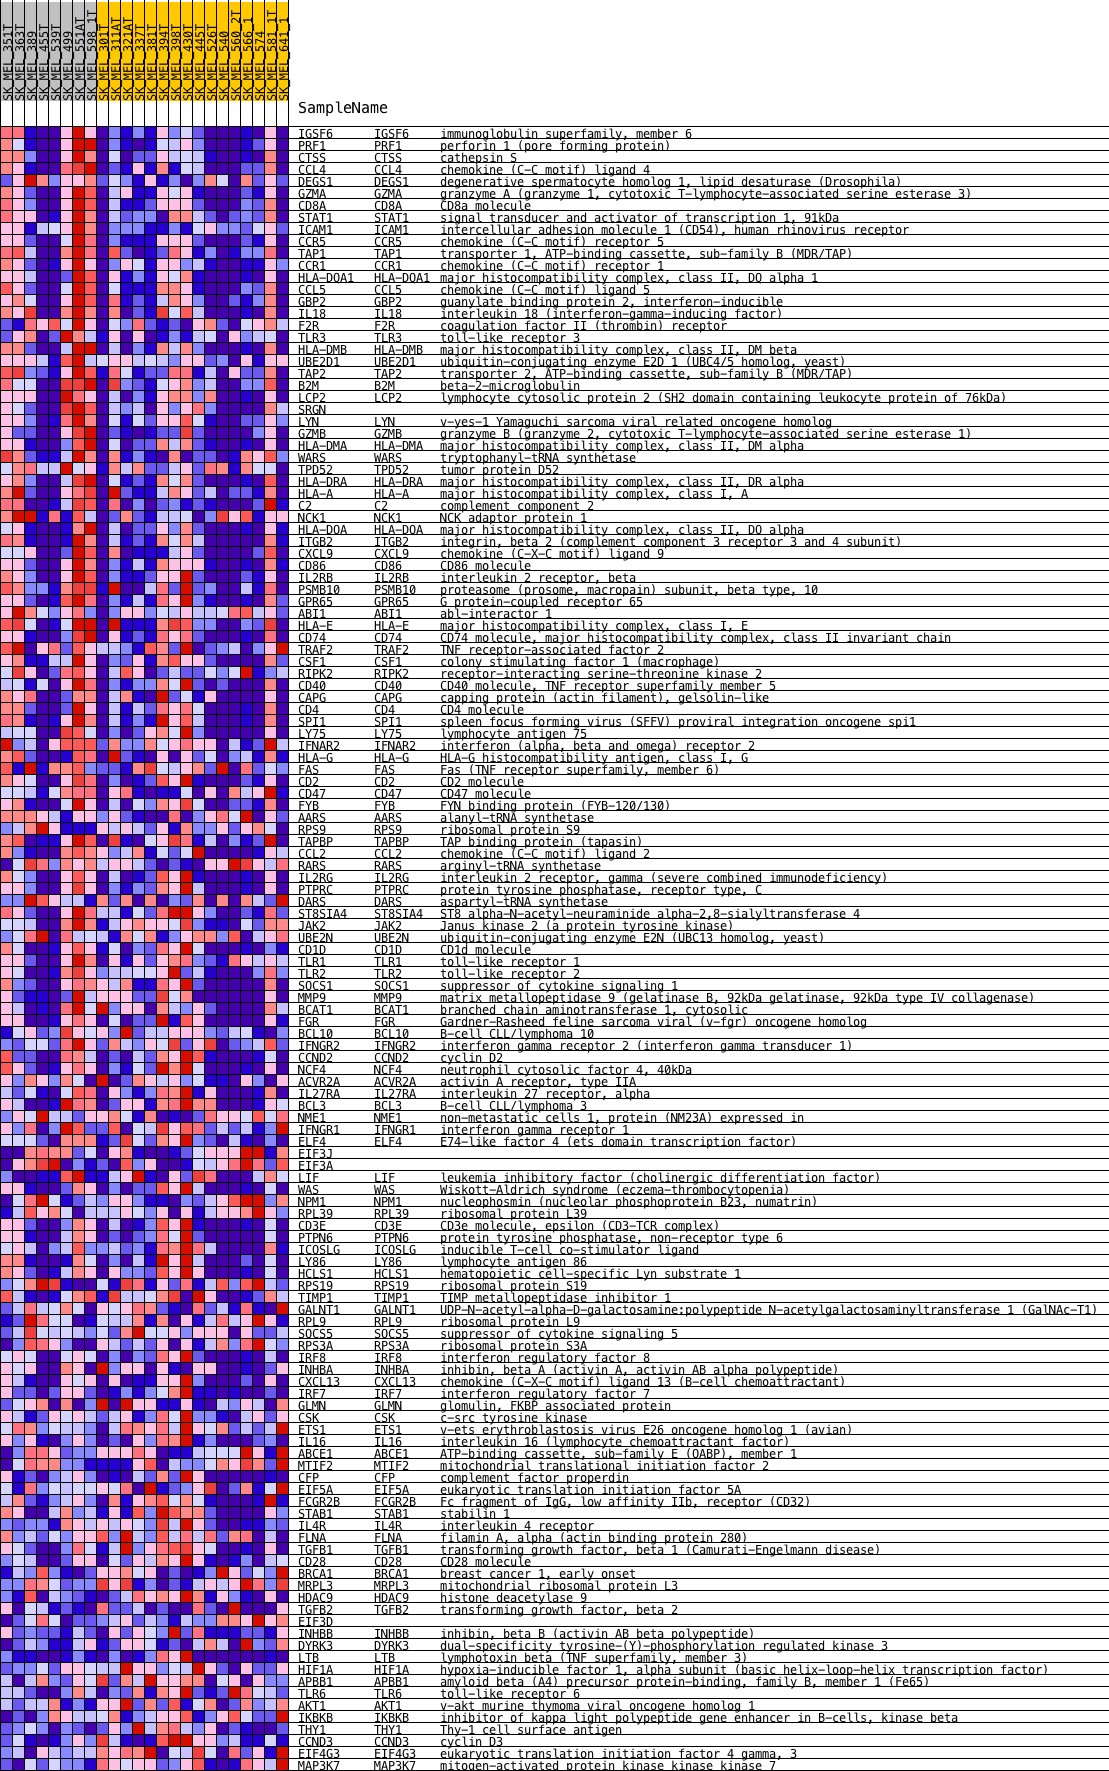 SK_MEL_351T
SK_MEL_363T
SK_MEL_389
SK_MEL_455T
SK_MEL_539T
SK_MEL_499
SK_MEL_551AT
SK_MEL_598_1T
SK_MEL_301T
SK_MEL_311AT
SK_MEL_321AT
SK_MEL_337T
SK_MEL_381T
SK_MEL_394T
SK_MEL_398T
SK_MEL_430T
SK_MEL_445T
SK_MEL_526T
SK_MEL_540
SK_MEL_560_2T
SK_MEL_566_1
SK_MEL_574
SK_MEL_581_1T
SK_MEL_641_1
SampleName
IGSF6 IGSF6 immunoglobulin superfamily, member 6
PRF1 PRF1 perforin 1 (pore forming protein)
CTSS CTSS cathepsin S
CCL4 CCL4 chemokine (C-C motif) ligand 4
DEGS1 DEGS1 degenerative spermatocyte homolog 1, lipid desaturase (Drosophila)
GZMA GZMA granzyme A (granzyme 1, cytotoxic T-lymphocyte-associated serine esterase 3)
CD8A CD8A CD8a molecule
STAT1 STAT1 signal transducer and activator of transcription 1, 91kDa
ICAM1 ICAM1 intercellular adhesion molecule 1 (CD54), human rhinovirus receptor
CCR5 CCR5 chemokine (C-C motif) receptor 5
TAP1 TAP1 transporter 1, ATP-binding cassette, sub-family B (MDR/TAP)
CCR1 CCR1 chemokine (C-C motif) receptor 1
HLA-DOA1 HLA-DOA1 major histocompatibility complex, class II, DO alpha 1
CCL5 CCL5 chemokine (C-C motif) ligand 5
GBP2 GBP2 guanylate binding protein 2, interferon-inducible
IL18 IL18 interleukin 18 (interferon-gamma-inducing factor)
F2R F2R coagulation factor II (thrombin) receptor
TLR3 TLR3 toll-like receptor 3
HLA-DMB HLA-DMB major histocompatibility complex, class II, DM beta
UBE2D1 UBE2D1 ubiquitin-conjugating enzyme E2D 1 (UBC4/5 homolog, yeast)
TAP2 TAP2 transporter 2, ATP-binding cassette, sub-family B (MDR/TAP)
B2M B2M beta-2-microglobulin
LCP2 LCP2 lymphocyte cytosolic protein 2 (SH2 domain containing leukocyte protein of 76kDa)
SRGN
LYN LYN v-yes-1 Yamaguchi sarcoma viral related oncogene homolog
GZMB GZMB granzyme B (granzyme 2, cytotoxic T-lymphocyte-associated serine esterase 1)
HLA-DMA HLA-DMA major histocompatibility complex, class II, DM alpha
WARS WARS tryptophanyl-tRNA synthetase
TPD52 TPD52 tumor protein D52
HLA-DRA HLA-DRA major histocompatibility complex, class II, DR alpha
HLA-A HLA-A major histocompatibility complex, class I, A
C2 C2 complement component 2
NCK1 NCK1 NCK adaptor protein 1
HLA-DOA HLA-DOA major histocompatibility complex, class II, DO alpha
ITGB2 ITGB2 integrin, beta 2 (complement component 3 receptor 3 and 4 subunit)
CXCL9 CXCL9 chemokine (C-X-C motif) ligand 9
CD86 CD86 CD86 molecule
IL2RB IL2RB interleukin 2 receptor, beta
PSMB10 PSMB10 proteasome (prosome, macropain) subunit, beta type, 10
GPR65 GPR65 G protein-coupled receptor 65
ABI1 ABI1 abl-interactor 1
HLA-E HLA-E major histocompatibility complex, class I, E
CD74 CD74 CD74 molecule, major histocompatibility complex, class II invariant chain
TRAF2 TRAF2 TNF receptor-associated factor 2
CSF1 CSF1 colony stimulating factor 1 (macrophage)
RIPK2 RIPK2 receptor-interacting serine-threonine kinase 2
CD40 CD40 CD40 molecule, TNF receptor superfamily member 5
CAPG CAPG capping protein (actin filament), gelsolin-like
CD4 CD4 CD4 molecule
SPI1 SPI1 spleen focus forming virus (SFFV) proviral integration oncogene spi1
LY75 LY75 lymphocyte antigen 75
IFNAR2 IFNAR2 interferon (alpha, beta and omega) receptor 2
HLA-G HLA-G HLA-G histocompatibility antigen, class I, G
FAS FAS Fas (TNF receptor superfamily, member 6)
CD2 CD2 CD2 molecule
CD47 CD47 CD47 molecule
FYB FYB FYN binding protein (FYB-120/130)
AARS AARS alanyl-tRNA synthetase
RPS9 RPS9 ribosomal protein S9
TAPBP TAPBP TAP binding protein (tapasin)
CCL2 CCL2 chemokine (C-C motif) ligand 2
RARS RARS arginyl-tRNA synthetase
IL2RG IL2RG interleukin 2 receptor, gamma (severe combined immunodeficiency)
PTPRC PTPRC protein tyrosine phosphatase, receptor type, C
DARS DARS aspartyl-tRNA synthetase
ST8SIA4 ST8SIA4 ST8 alpha-N-acetyl-neuraminide alpha-2,8-sialyltransferase 4
JAK2 JAK2 Janus kinase 2 (a protein tyrosine kinase)
UBE2N UBE2N ubiquitin-conjugating enzyme E2N (UBC13 homolog, yeast)
CD1D CD1D CD1d molecule
TLR1 TLR1 toll-like receptor 1
TLR2 TLR2 toll-like receptor 2
SOCS1 SOCS1 suppressor of cytokine signaling 1
MMP9 MMP9 matrix metallopeptidase 9 (gelatinase B, 92kDa gelatinase, 92kDa type IV collagenase)
BCAT1 BCAT1 branched chain aminotransferase 1, cytosolic
FGR FGR Gardner-Rasheed feline sarcoma viral (v-fgr) oncogene homolog
BCL10 BCL10 B-cell CLL/lymphoma 10
IFNGR2 IFNGR2 interferon gamma receptor 2 (interferon gamma transducer 1)
CCND2 CCND2 cyclin D2
NCF4 NCF4 neutrophil cytosolic factor 4, 40kDa
ACVR2A ACVR2A activin A receptor, type IIA
IL27RA IL27RA interleukin 27 receptor, alpha
BCL3 BCL3 B-cell CLL/lymphoma 3
NME1 NME1 non-metastatic cells 1, protein (NM23A) expressed in
IFNGR1 IFNGR1 interferon gamma receptor 1
ELF4 ELF4 E74-like factor 4 (ets domain transcription factor)
EIF3J
EIF3A
LIF LIF leukemia inhibitory factor (cholinergic differentiation factor)
WAS WAS Wiskott-Aldrich syndrome (eczema-thrombocytopenia)
NPM1 NPM1 nucleophosmin (nucleolar phosphoprotein B23, numatrin)
RPL39 RPL39 ribosomal protein L39
CD3E CD3E CD3e molecule, epsilon (CD3-TCR complex)
PTPN6 PTPN6 protein tyrosine phosphatase, non-receptor type 6
ICOSLG ICOSLG inducible T-cell co-stimulator ligand
LY86 LY86 lymphocyte antigen 86
HCLS1 HCLS1 hematopoietic cell-specific Lyn substrate 1
RPS19 RPS19 ribosomal protein S19
TIMP1 TIMP1 TIMP metallopeptidase inhibitor 1
GALNT1 GALNT1 UDP-N-acetyl-alpha-D-galactosamine:polypeptide N-acetylgalactosaminyltransferase 1 (GalNAc-T1)
RPL9 RPL9 ribosomal protein L9
SOCS5 SOCS5 suppressor of cytokine signaling 5
RPS3A RPS3A ribosomal protein S3A
IRF8 IRF8 interferon regulatory factor 8
INHBA INHBA inhibin, beta A (activin A, activin AB alpha polypeptide)
CXCL13 CXCL13 chemokine (C-X-C motif) ligand 13 (B-cell chemoattractant)
IRF7 IRF7 interferon regulatory factor 7
GLMN GLMN glomulin, FKBP associated protein
CSK CSK c-src tyrosine kinase
ETS1 ETS1 v-ets erythroblastosis virus E26 oncogene homolog 1 (avian)
IL16 IL16 interleukin 16 (lymphocyte chemoattractant factor)
ABCE1 ABCE1 ATP-binding cassette, sub-family E (OABP), member 1
MTIF2 MTIF2 mitochondrial translational initiation factor 2
CFP CFP complement factor properdin
EIF5A EIF5A eukaryotic translation initiation factor 5A
FCGR2B FCGR2B Fc fragment of IgG, low affinity IIb, receptor (CD32)
STAB1 STAB1 stabilin 1
IL4R IL4R interleukin 4 receptor
FLNA FLNA filamin A, alpha (actin binding protein 280)
TGFB1 TGFB1 transforming growth factor, beta 1 (Camurati-Engelmann disease)
CD28 CD28 CD28 molecule
BRCA1 BRCA1 breast cancer 1, early onset
MRPL3 MRPL3 mitochondrial ribosomal protein L3
HDAC9 HDAC9 histone deacetylase 9
TGFB2 TGFB2 transforming growth factor, beta 2
EIF3D
INHBB INHBB inhibin, beta B (activin AB beta polypeptide)
DYRK3 DYRK3 dual-specificity tyrosine-(Y)-phosphorylation regulated kinase 3
LTB LTB lymphotoxin beta (TNF superfamily, member 3)
HIF1A HIF1A hypoxia-inducible factor 1, alpha subunit (basic helix-loop-helix transcription factor)
APBB1 APBB1 amyloid beta (A4) precursor protein-binding, family B, member 1 (Fe65)
TLR6 TLR6 toll-like receptor 6
AKT1 AKT1 v-akt murine thymoma viral oncogene homolog 1
IKBKB IKBKB inhibitor of kappa light polypeptide gene enhancer in B-cells, kinase beta
THY1 THY1 Thy-1 cell surface antigen
CCND3 CCND3 cyclin D3
EIF4G3 EIF4G3 eukaryotic translation initiation factor 4 gamma, 3
MAP3K7 MAP3K7 mitogen-activated protein kinase kinase kinase 7